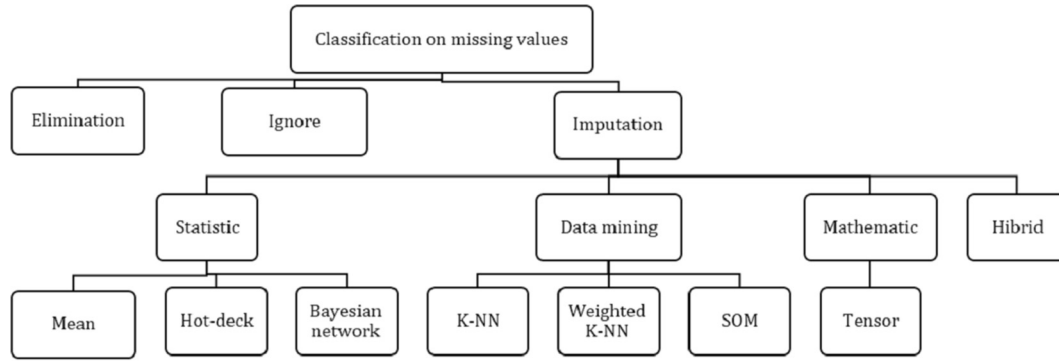 Classification on missing values
Elimination
Ignore
Imputation
Statistic
Data mining
Mathematic
Hibrid
Mean
Hot-deck
Bayesian
network
K-NN
Weighted
K-NN
SOM
Tensor